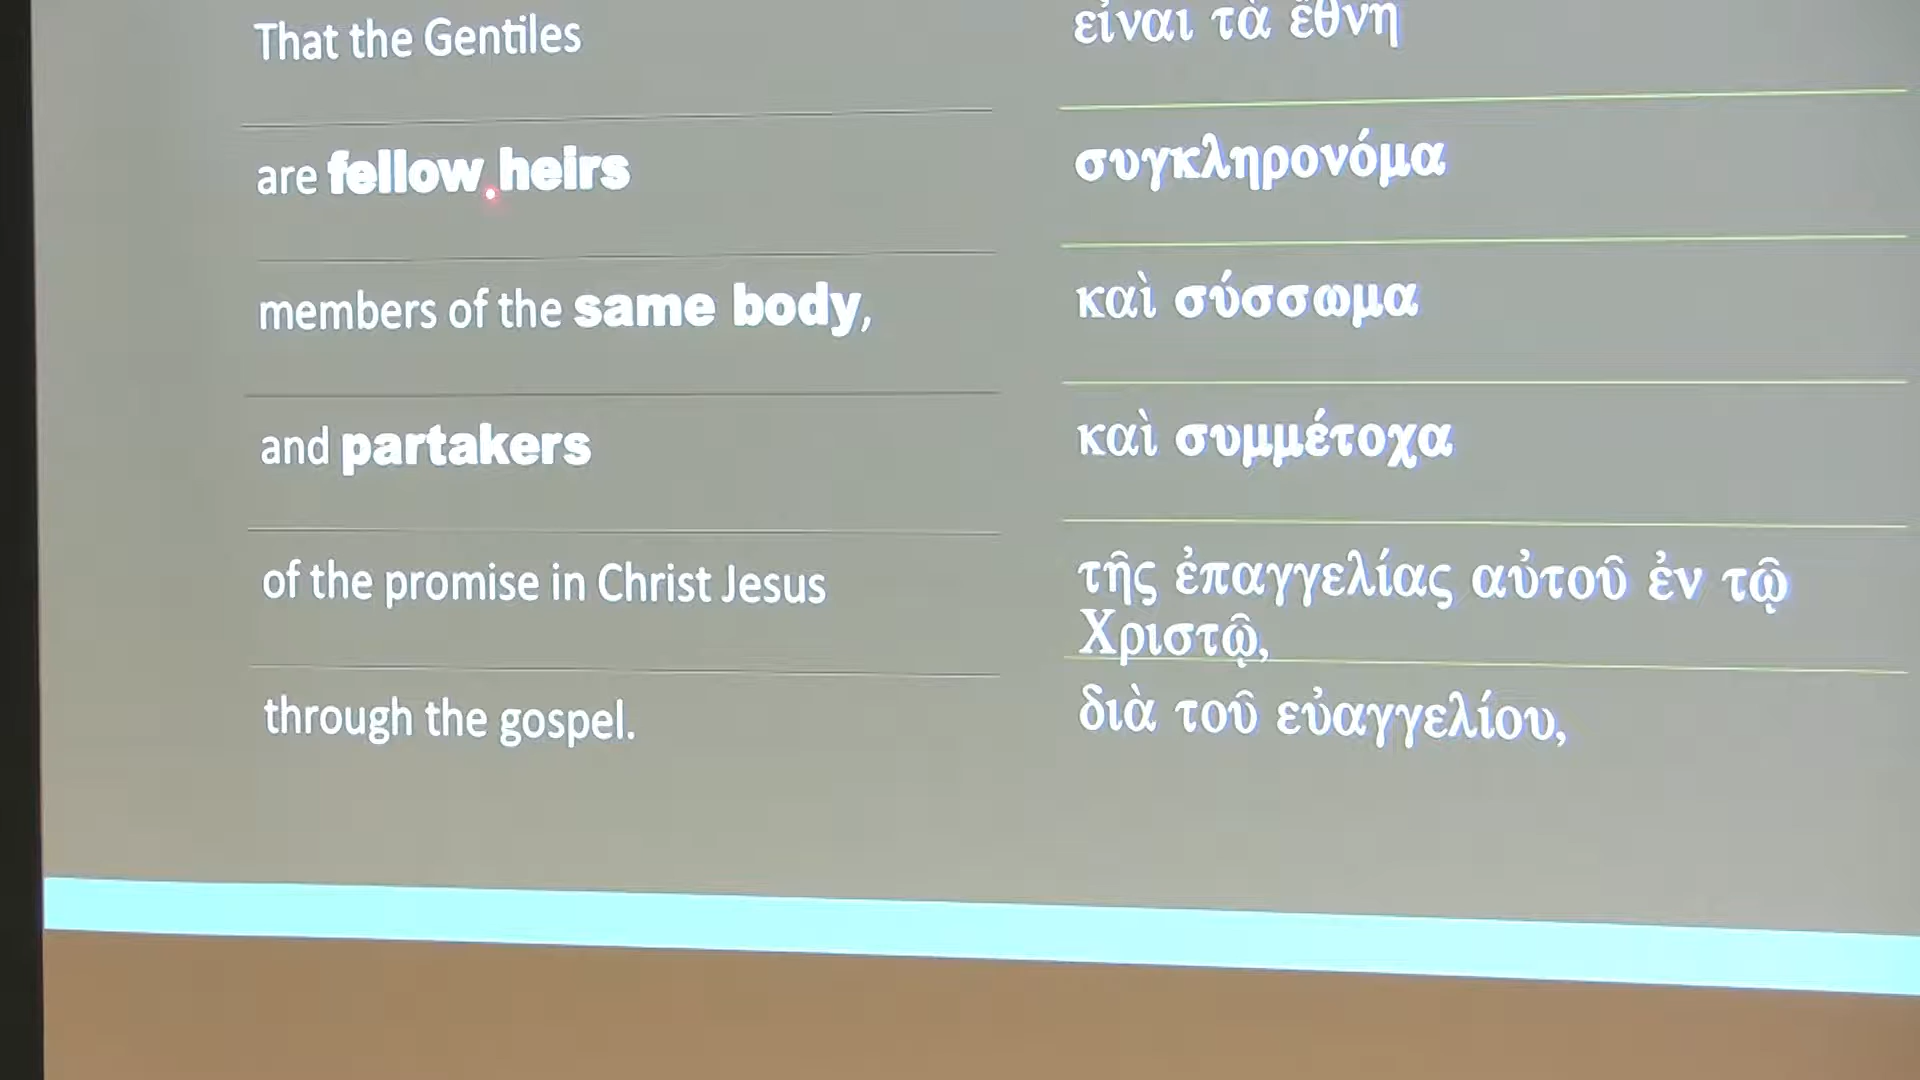 That the Gentiles
εἶναι τὰ ἔθνη
are fellow heirs
συγκληρονόμα
members of the same body,
καὶ σύσσωμα
and partakers
καὶ συμμέτοχα
of the promise in Christ Jesus
τῆς ἐπαγγελίας αὐτοῦ ἐν τῷ
Χριστῷ,
through the gospel.
διὰ τοῦ εὐαγγελίου,